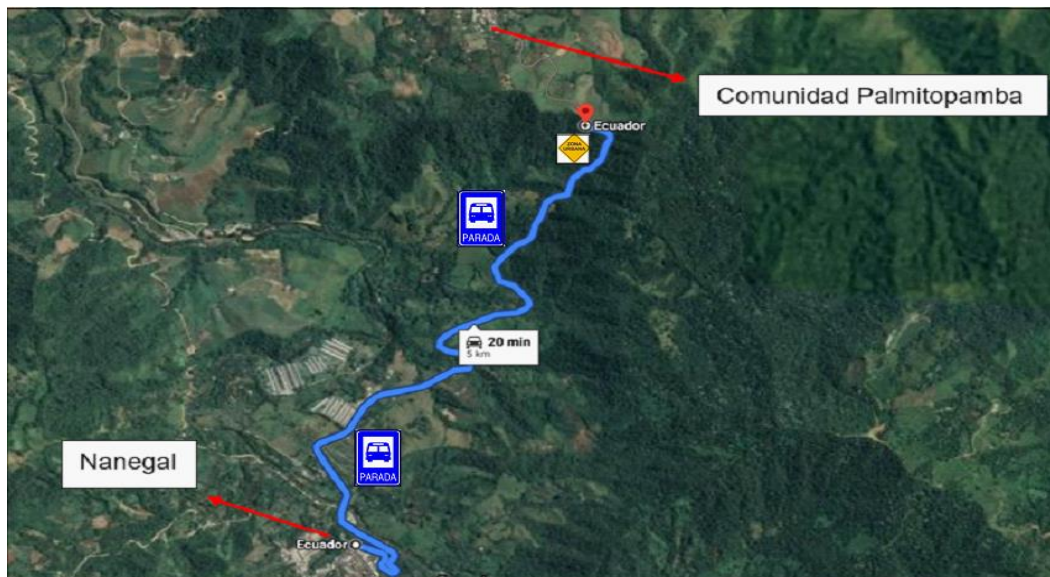 Comunidad Palmitopamba
Ecuador
ZONA
URBANA
PARADA
20 min
5 km
PARADA
Nanegal
Ecuador